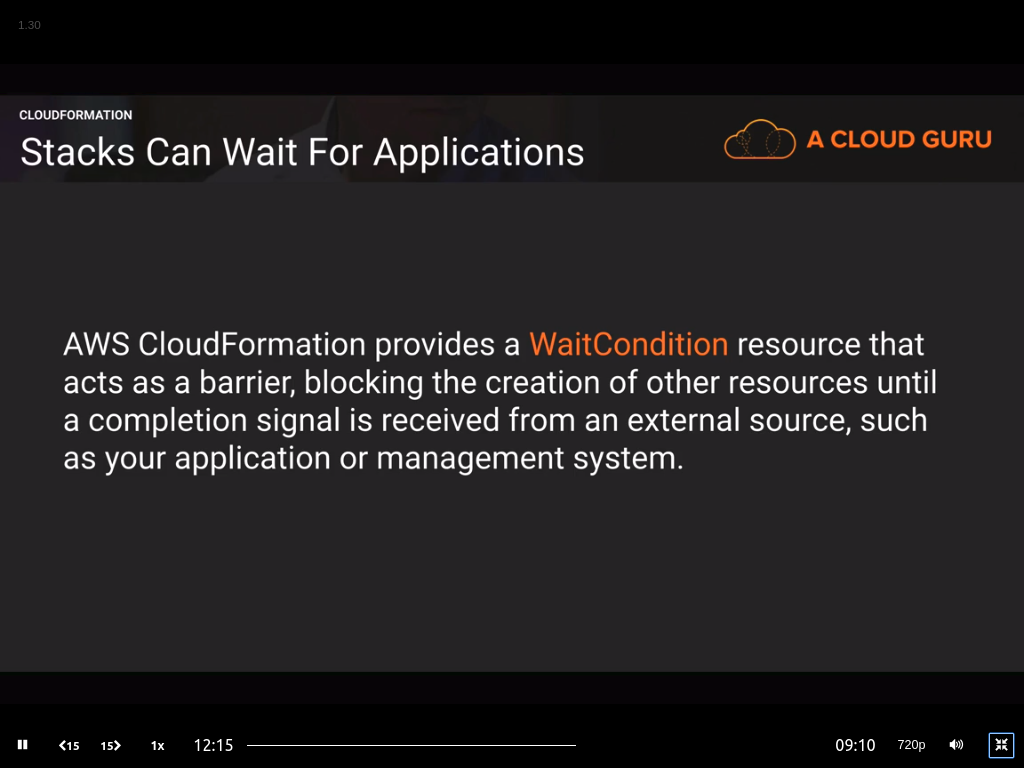 1.30
CLOUDFORMATION
Stacks Can Wait For Applications
A CLOUD GURU
AWS CloudFormation provides a WaitCondition resource that
acts as a barrier, blocking the creation of other resources until
a completion signal is received from an external source, such
as your application or management system.
15 15 1x 12:15 09:10 720p